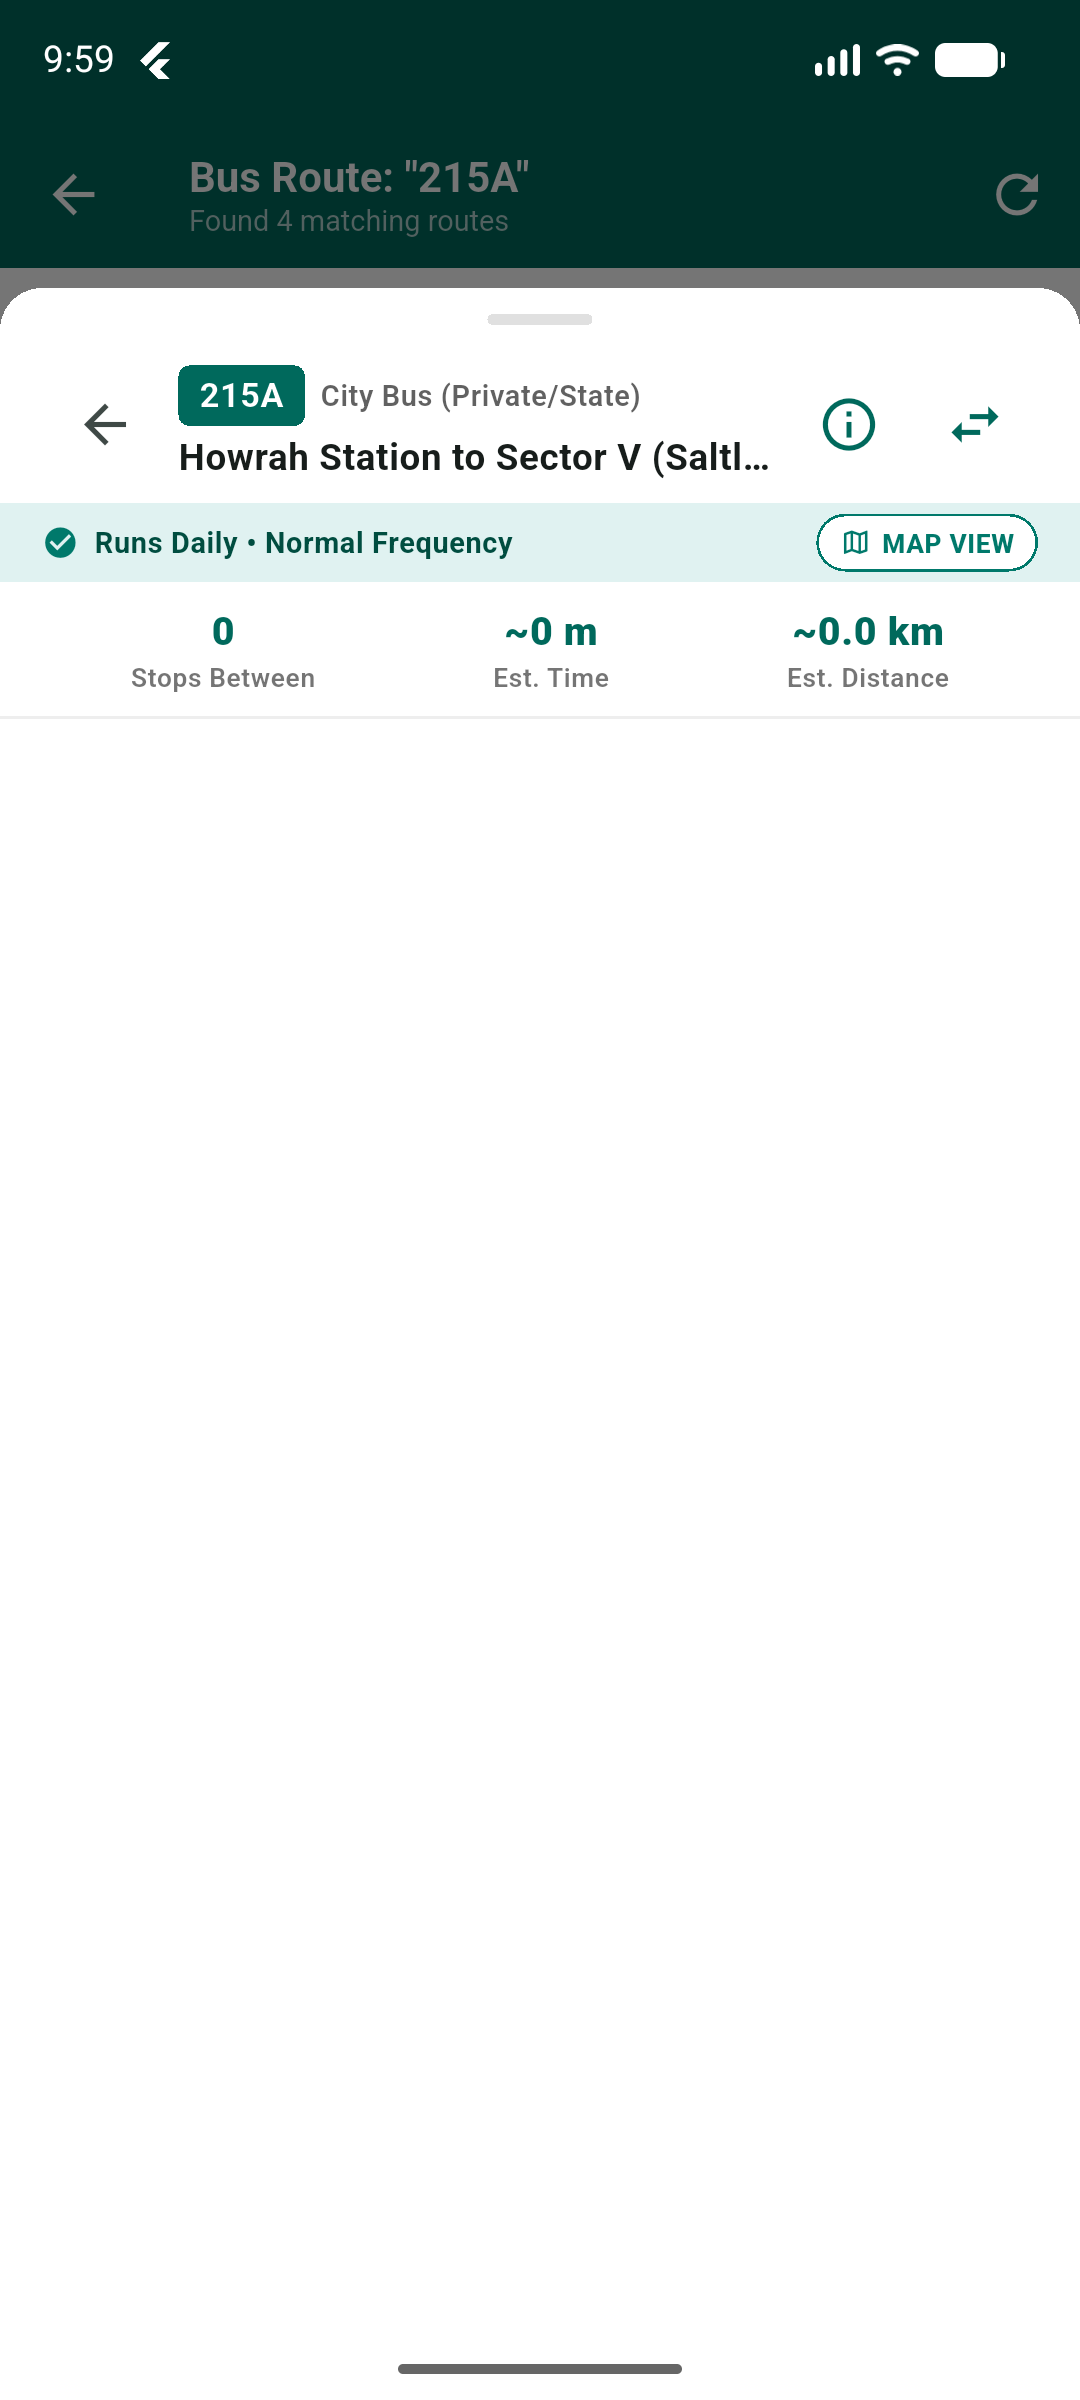 9:59
Bus Route: "215A"
Found 4 matching routes
215A City Bus (Private/State)
Howrah Station to Sector V (Saltl...
Runs Daily • Normal Frequency MAP VIEW
0 ~0 m ~0.0 km
Stops Between Est. Time Est. Distance